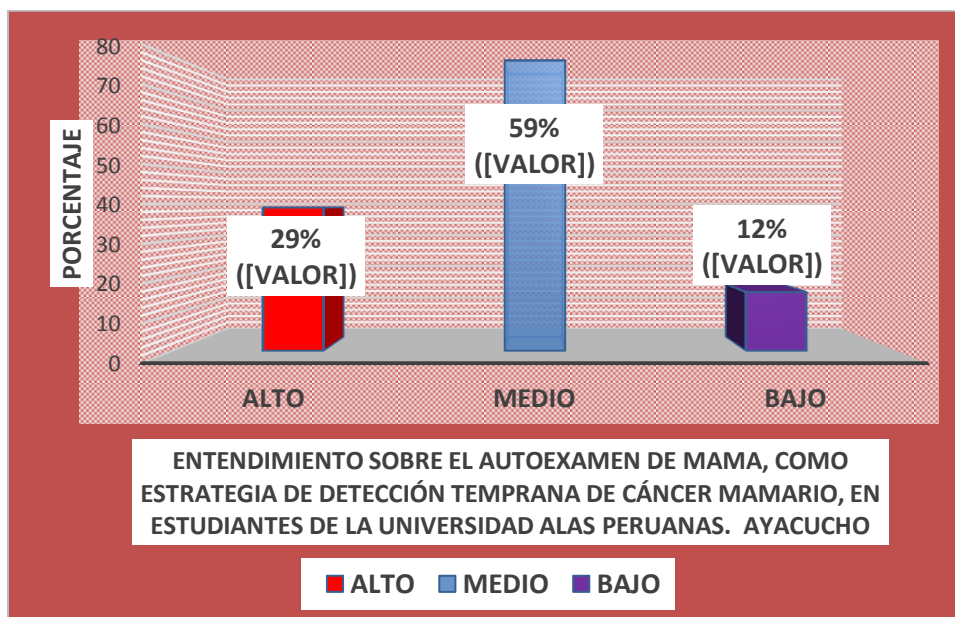 80
70
60
50
40
30
20
10
0
PORCENTAJE
29%
([VALOR])
59%
([VALOR])
12%
([VALOR])
ALTO
MEDIO
BAJO
ENTENDIMIENTO SOBRE EL AUTOEXAMEN DE MAMA, COMO
ESTRATEGIA DE DETECCIÓN TEMPRANA DE CÁNCER MAMARIO, EN
ESTUDIANTES DE LA UNIVERSIDAD ALAS PERUANAS. AYACUCHO
ALTO MEDIO BAJO